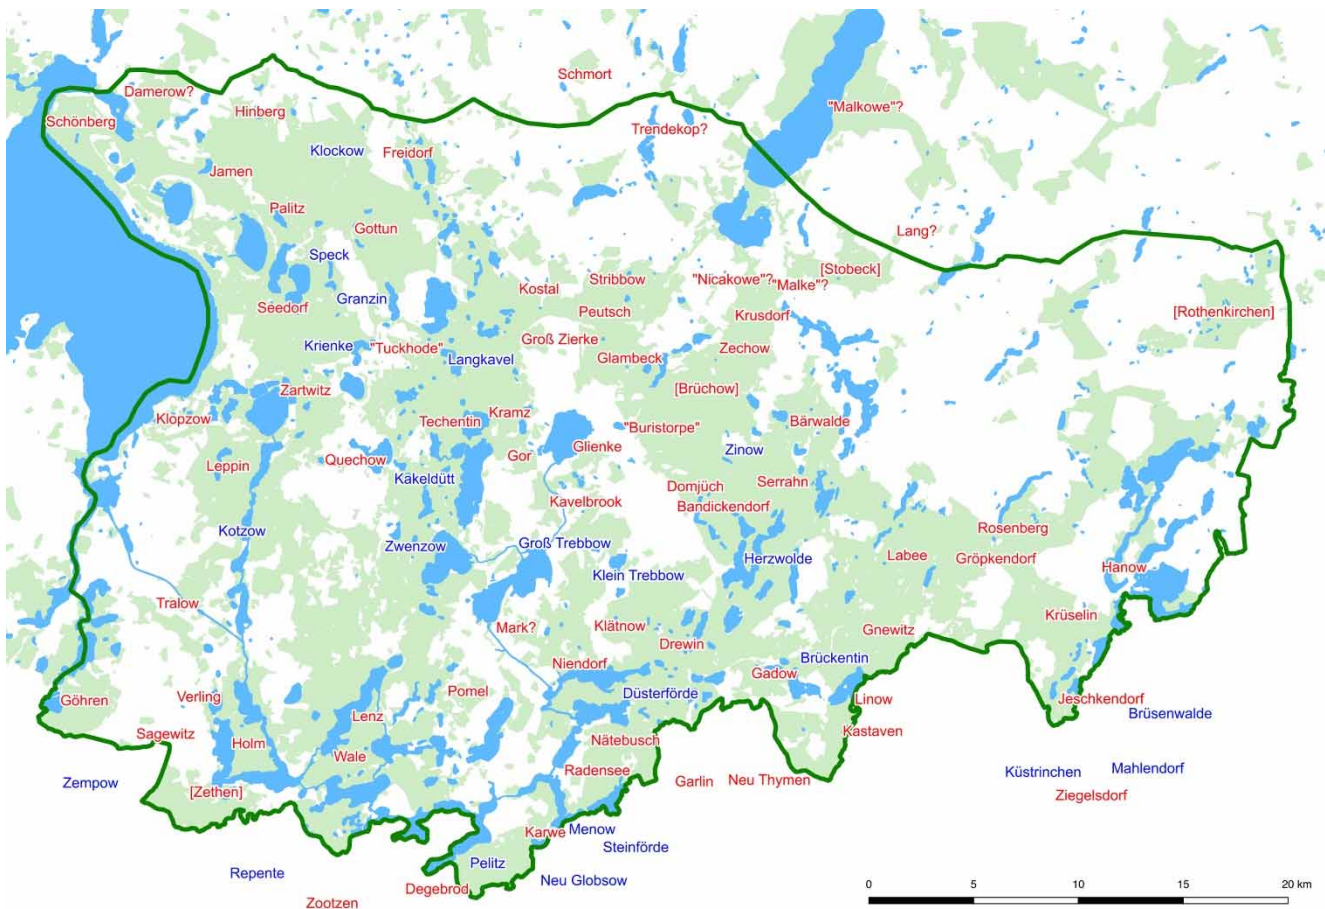 Schmort
Damerow?
"Malkowe"?
Hinberg
Schönberg
Trendekop?
Klockow
Freidorf
Jamen
Palitz
Gottun
Lang?
Speck
[Stobeck]
Stribbow
"Nicakowe"?
"Malke"?
Kostal
Granzin
Seedorf
Peutsch
Krusdorf
[Rothenkirchen]
Groß Zierke
Krienke
"Tuckhode"
Zechow
Langkavel
Glambeck
Zartwitz
[Brüchow]
Kramz
Klopzow
Techentin
Bärwalde
"Buristorpe"
Glienke
Zinow
Gor
Quechow
Leppin
Käkeldütt
Serrahn
Domjüch
Kavelbrook
Bandickendorf
Rosenberg
Kotzow
Zwenzow
Groß Trebbow
Labee
Gröpkendorf
Herzwolde
Hanow
Klein Trebbow
Tralow
Krüselin
Mark?
Klätnow
Gnewitz
Drewin
Brückentin
Niendorf
Gadow
Pomel
Düsterförde
Verling
Göhren
Linow
Jeschkendorf
Brüsenwalde
Lenz
Sagewitz
Kastaven
Holm
Nätebusch
Wale
Radensee
Küstrinchen
Mahlendorf
Zempow
Garlin
Neu Thymen
[Zethen]
Ziegelsdorf
Karwe
Menow
Steinförde
Pelitz
Repente
Neu Globsow
Degebrod
Zootzen
0 5 10 15 20 km